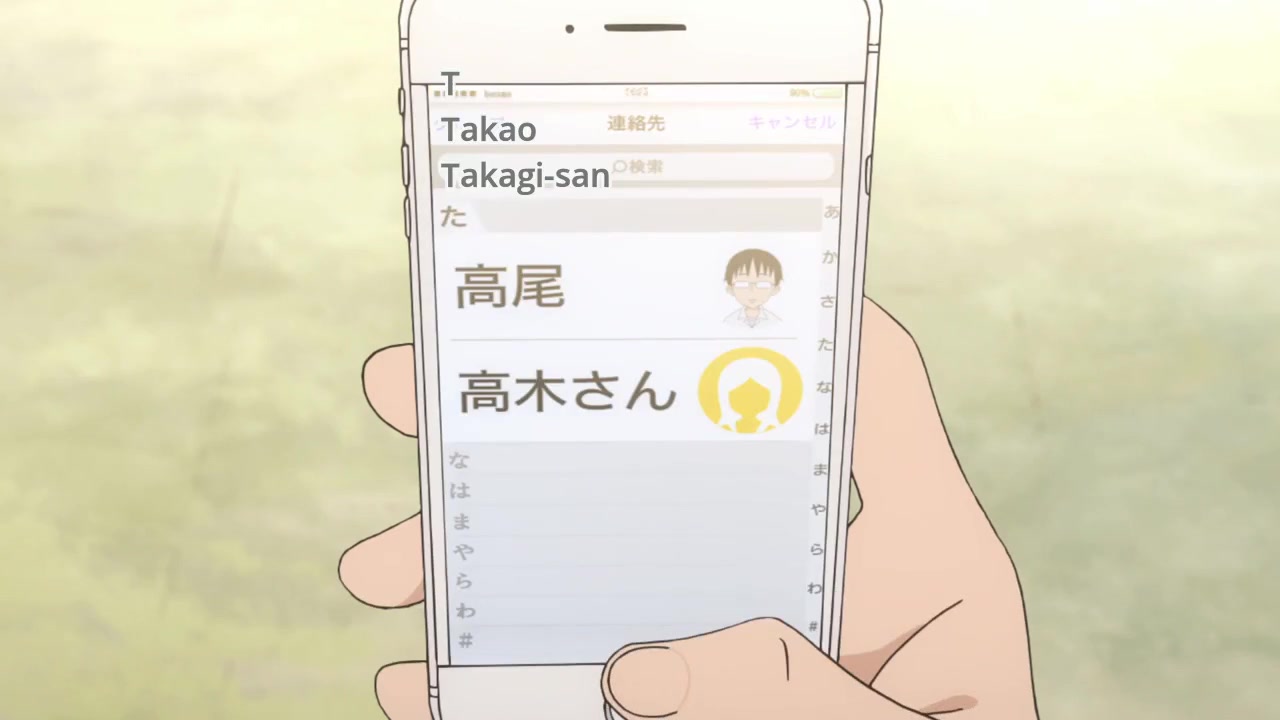 T
Takao
連絡先
キャンセル
Takagi-san
検索
た
高尾
高木さん
な
は
ま
や
ら
わ
#
あ
か
さ
た
な
は
ま
や
ら
わ
#